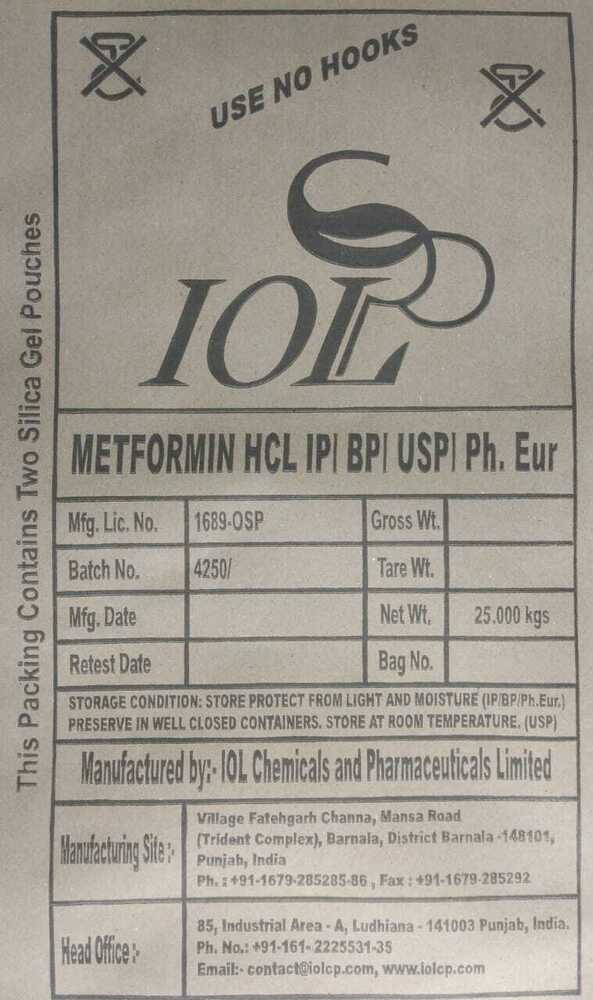 USE NO HOOKS
IOL
This Packing Contains Two Silica Gel Pouches
METFORMIN HCL IP| BP| USP| Ph. Eur
Mfg. Lic. No. 1689-OSP Gross Wt.
Batch No. 4250/ Tare Wt.
Mfg. Date Net Wt. 25.000 kgs
Retest Date Bag No.
STORAGE CONDITION: STORE PROTECT FROM LIGHT AND MOISTURE (IP/BP/Ph.Eur.)
PRESERVE IN WELL CLOSED CONTAINERS. STORE AT ROOM TEMPERATURE. (USP)
Manufactured by:- IOL Chemicals and Pharmaceuticals Limited
Manufacturing Site :-
Village Fatehgarh Channa, Mansa Road
(Trident Complex), Barnala, District Barnala -148101,
Punjab, India
Ph. : +91-1679-285285-86 , Fax : +91-1679-285292
Head Office :-
85, Industrial Area - A, Ludhiana - 141003 Punjab, India.
Ph. No.: +91-161- 2225531-35
Email:- contact@iolcp.com, www.iolcp.com